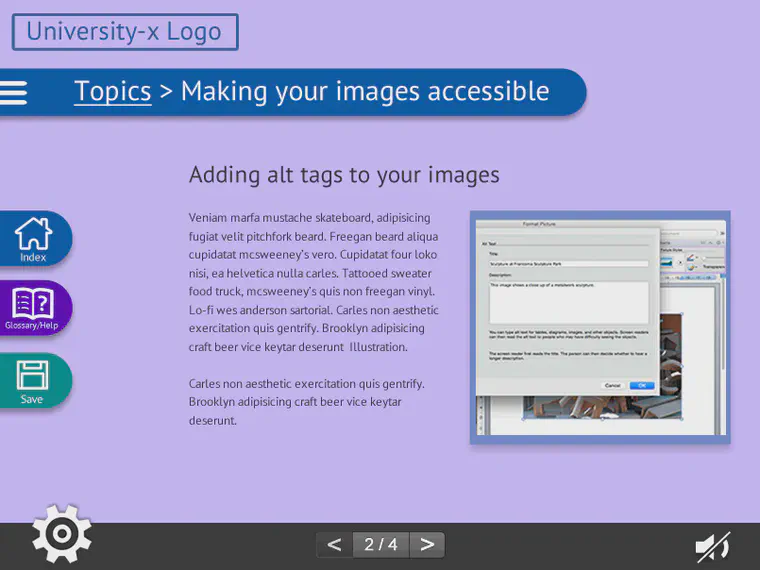 University-x Logo
Topics > Making your images accessible
Adding alt tags to your images
Veniam marfa mustache skateboard, adipisicing
fugiat velit pitchfork beard. Freegan beard aliqua
cupidatat mcsweeney's vero. Cupidatat four loko
nisi, ea helvetica nulla carles. Tattooed sweater
food truck, mcsweeney's quis non freegan vinyl.
Lo-fi wes anderson sartorial. Carles non aesthetic
exercitation quis gentrify. Brooklyn adipisicing
craft beer vice keytar deserunt Illustration.
Carles non aesthetic exercitation quis gentrify.
Brooklyn adipisicing craft beer vice keytar
deserunt.
Index
Glossary/Help
Save
Format Picture
Alt Text
Title:
Sculpture at Fransoma Sculpture Park
Description:
This image shows a close up of a metalwork sculpture.
You can type alt text for tables, diagrams, images, and other objects. Screen readers
can then read the alt text to people who may have difficulty seeing the objects.
The screen reader first reads the title. The person can then decide whether to hear a
longer description.
Cancel
OK
Picture Styles
< 2 / 4 >